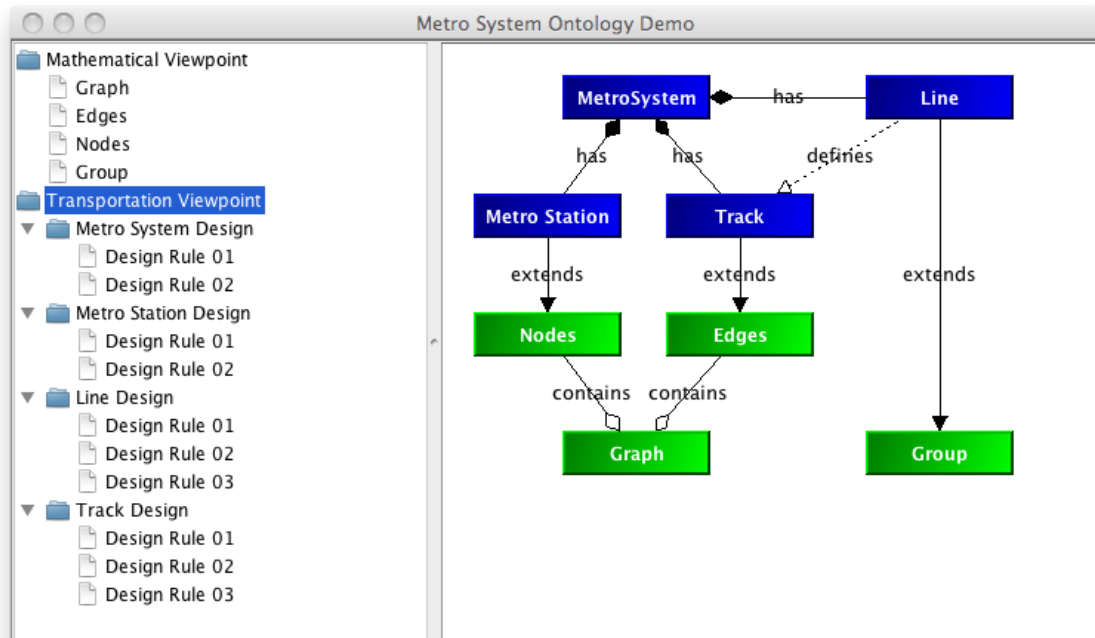 Metro System Ontology Demo
Mathematical Viewpoint
Graph
Edges
Nodes
Group
Transportation Viewpoint
Metro System Design
Design Rule 01
Design Rule 02
Metro Station Design
Design Rule 01
Design Rule 02
Line Design
Design Rule 01
Design Rule 02
Design Rule 03
Track Design
Design Rule 01
Design Rule 02
Design Rule 03
MetroSystem has Line
has has defines
Metro Station Track
extends extends extends
Nodes Edges
contains contains
Graph Group